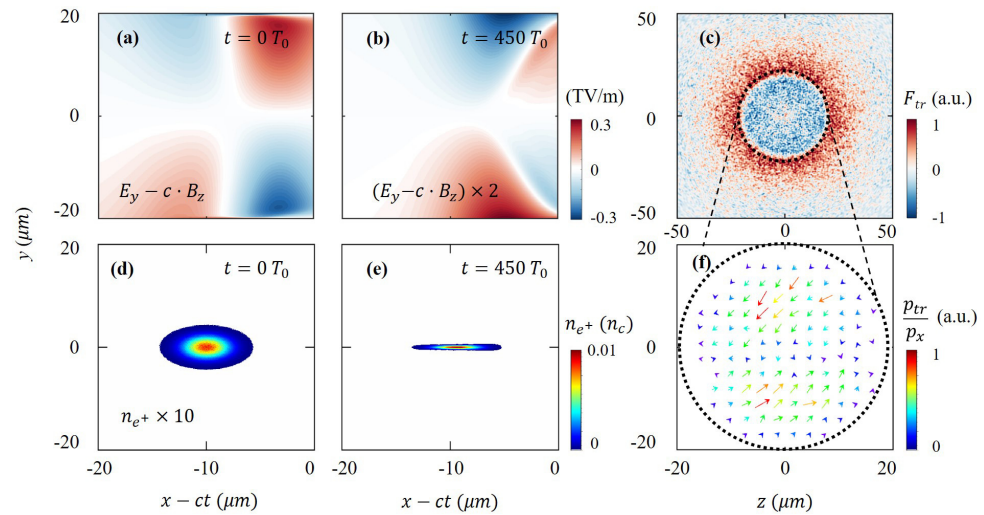 (a)
t = 0 T₀
E_y − c · B_z
20
0
-20
(b)
t = 450 T₀
(E_y − c · B_z) × 2
(TV/m)
0.3
0
-0.3
(c)
50
0
-50
-50
0
50
F_tr (a.u.)
1
0
-1
y (μm)
(d)
t = 0 T₀
n_e+ × 10
20
0
-20
-20
-10
0
x − ct (μm)
(e)
t = 450 T₀
-20
-10
0
x − ct (μm)
n_e+ (n_c)
0.01
0
(f)
20
0
-20
-20
0
20
z (μm)
p_tr
p_x
(a.u.)
1
0